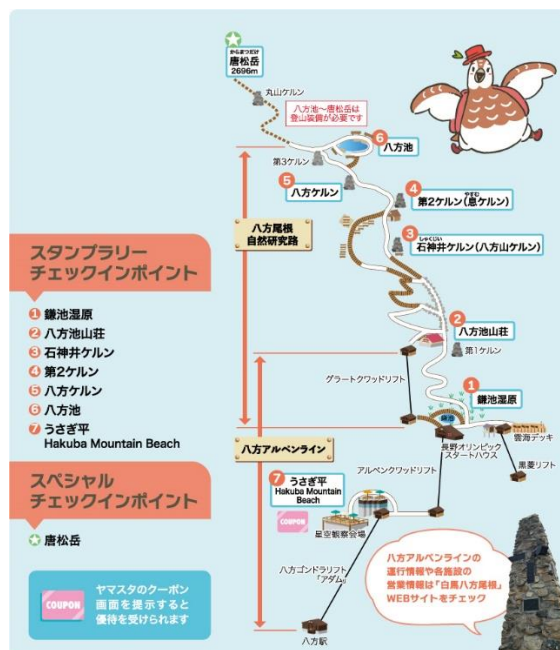 からまつだけ
唐松岳
2696m
丸山ケルン
八方池～唐松岳は
登山装備が必要です
6 八方池
第3ケルン
5 八方ケルン
やすむ
4 第2ケルン(息ケルン)
八方尾根
自然研究路
しゃくじい
3 石神井ケルン(八方山ケルン)
スタンプラリー
チェックインポイント
1 鎌池湿原
2 八方池山荘
3 石神井ケルン
4 第2ケルン
5 八方ケルン
6 八方池
7 うさぎ平
Hakuba Mountain Beach
スペシャル
チェックインポイント
唐松岳
COUPON
ヤマスタのクーポン
画面を提示すると
優待を受けられます
2 八方池山荘
第1ケルン
グラートクワッドリフト
1 鎌池湿原
鎌池
雲海デッキ
長野オリンピック
スタートハウス
黒菱リフト
八方アルペンライン
アルペンクワッドリフト
7 うさぎ平
Hakuba Mountain
Beach
COUPON
星空観察会場
八方ゴンドラリフト
「アダム」
八方駅
八方アルペンラインの
運行情報や各施設の
営業情報は「白馬八方尾根」
WEBサイトをチェック